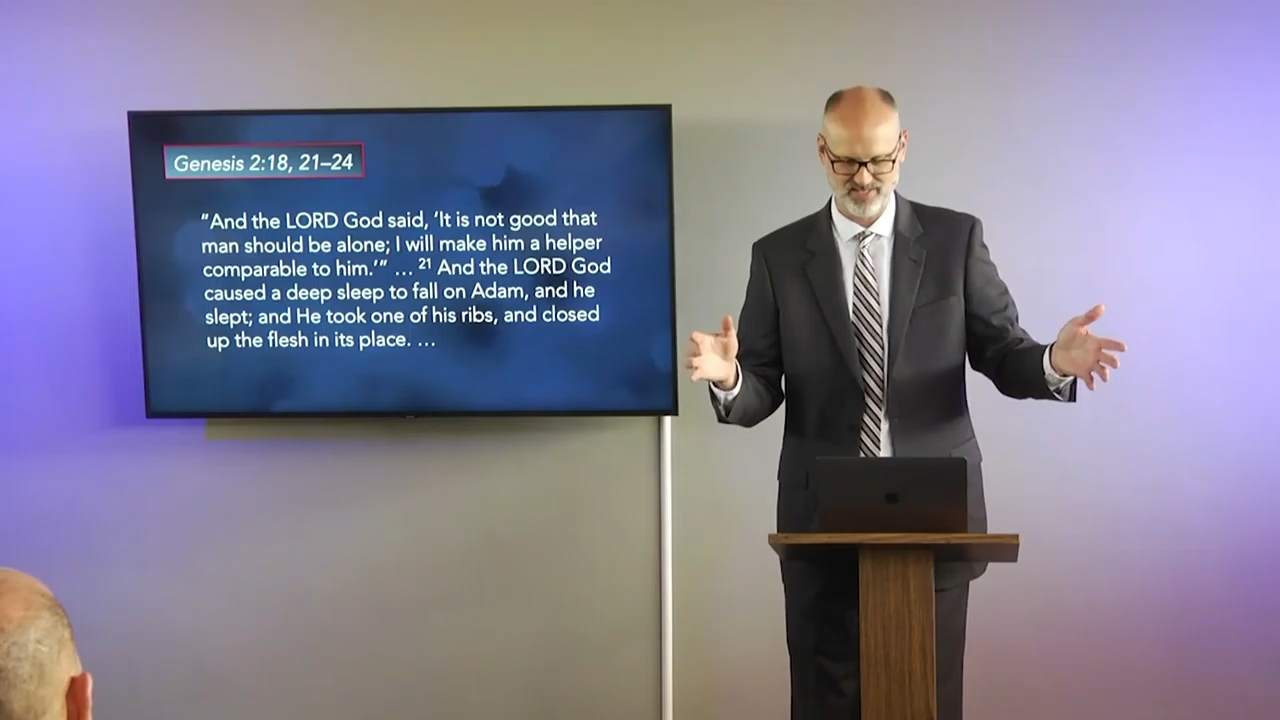 Genesis 2:18, 21–24
“And the LORD God said, ‘It is not good that
man should be alone; I will make him a helper
comparable to him.’” … ²¹ And the LORD God
caused a deep sleep to fall on Adam, and he
slept; and He took one of his ribs, and closed
up the flesh in its place. …